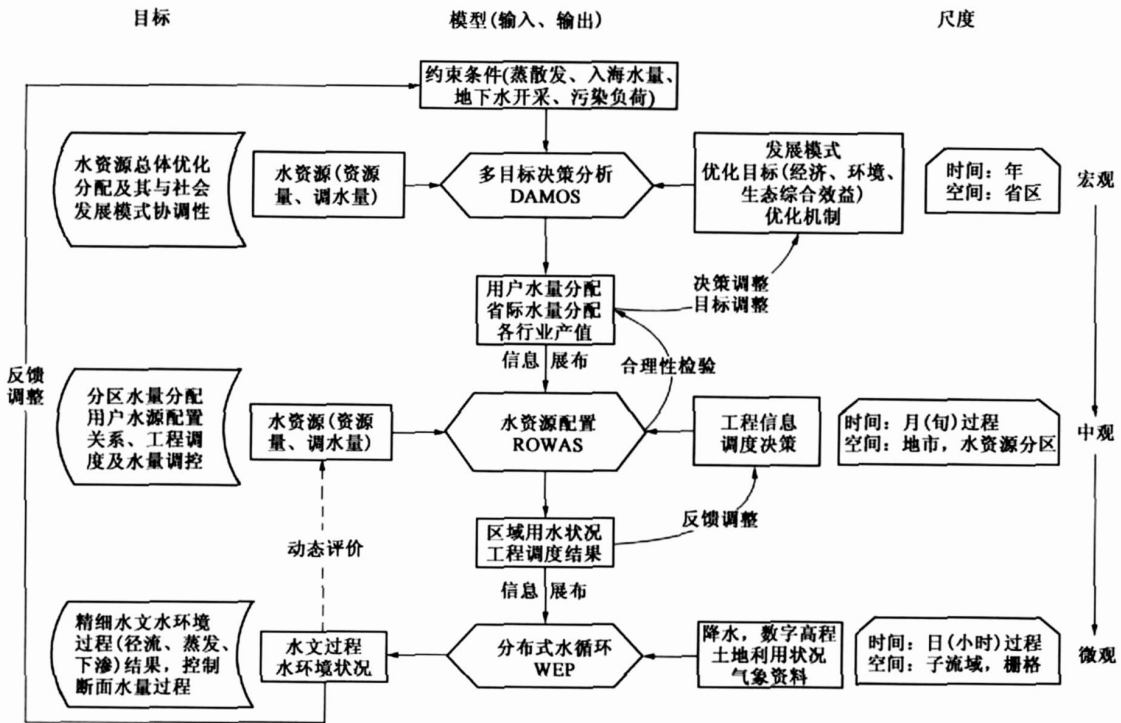 目标
模型(输入、输出)
尺度
约束条件(蒸散发、入海水量、
地下水开采、污染负荷)
水资源总体优化
分配及其与社会
发展模式协调性
水资源(资源
量、调水量)
多目标决策分析
DAMOS
发展模式
优化目标(经济、环境、
生态综合效益)
优化机制
时间：年
空间：省区
宏观
用户水量分配
省际水量分配
各行业产值
决策调整
目标调整
信息 展布
合理性检验
反馈
调整
分区水量分配
用户水源配置
关系、工程调
度及水量调控
水资源(资源
量、调水量)
水资源配置
ROWAS
工程信息
调度决策
时间：月(旬)过程
空间：地市，水资源分区
中观
区域用水状况
工程调度结果
反馈调整
动态评价
信息 展布
精细水文水环境
过程(径流、蒸发、
下渗)结果，控制
断面水量过程
水文过程
水环境状况
分布式水循环
WEP
降水，数字高程
土地利用状况
气象资料
时间：日(小时)过程
空间：子流域，栅格
微观